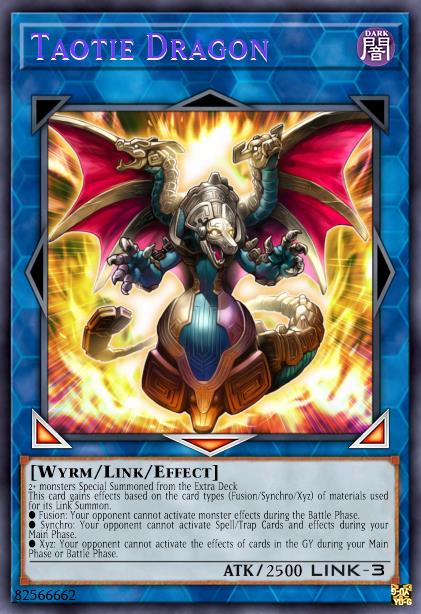 Taotie Dragon
DARK
闇
[Wyrm/Link/Effect]
2+ monsters Special Summoned from the Extra Deck
This card gains effects based on the card types (Fusion/Synchro/Xyz) of materials used
for its Link Summon.
● Fusion: Your opponent cannot activate monster effects during the Battle Phase.
● Synchro: Your opponent cannot activate Spell/Trap Cards and effects during your
Main Phase.
● Xyz: Your opponent cannot activate the effects of cards in the GY during your Main
Phase or Battle Phase.
ATK/2500 LINK-3
82566662